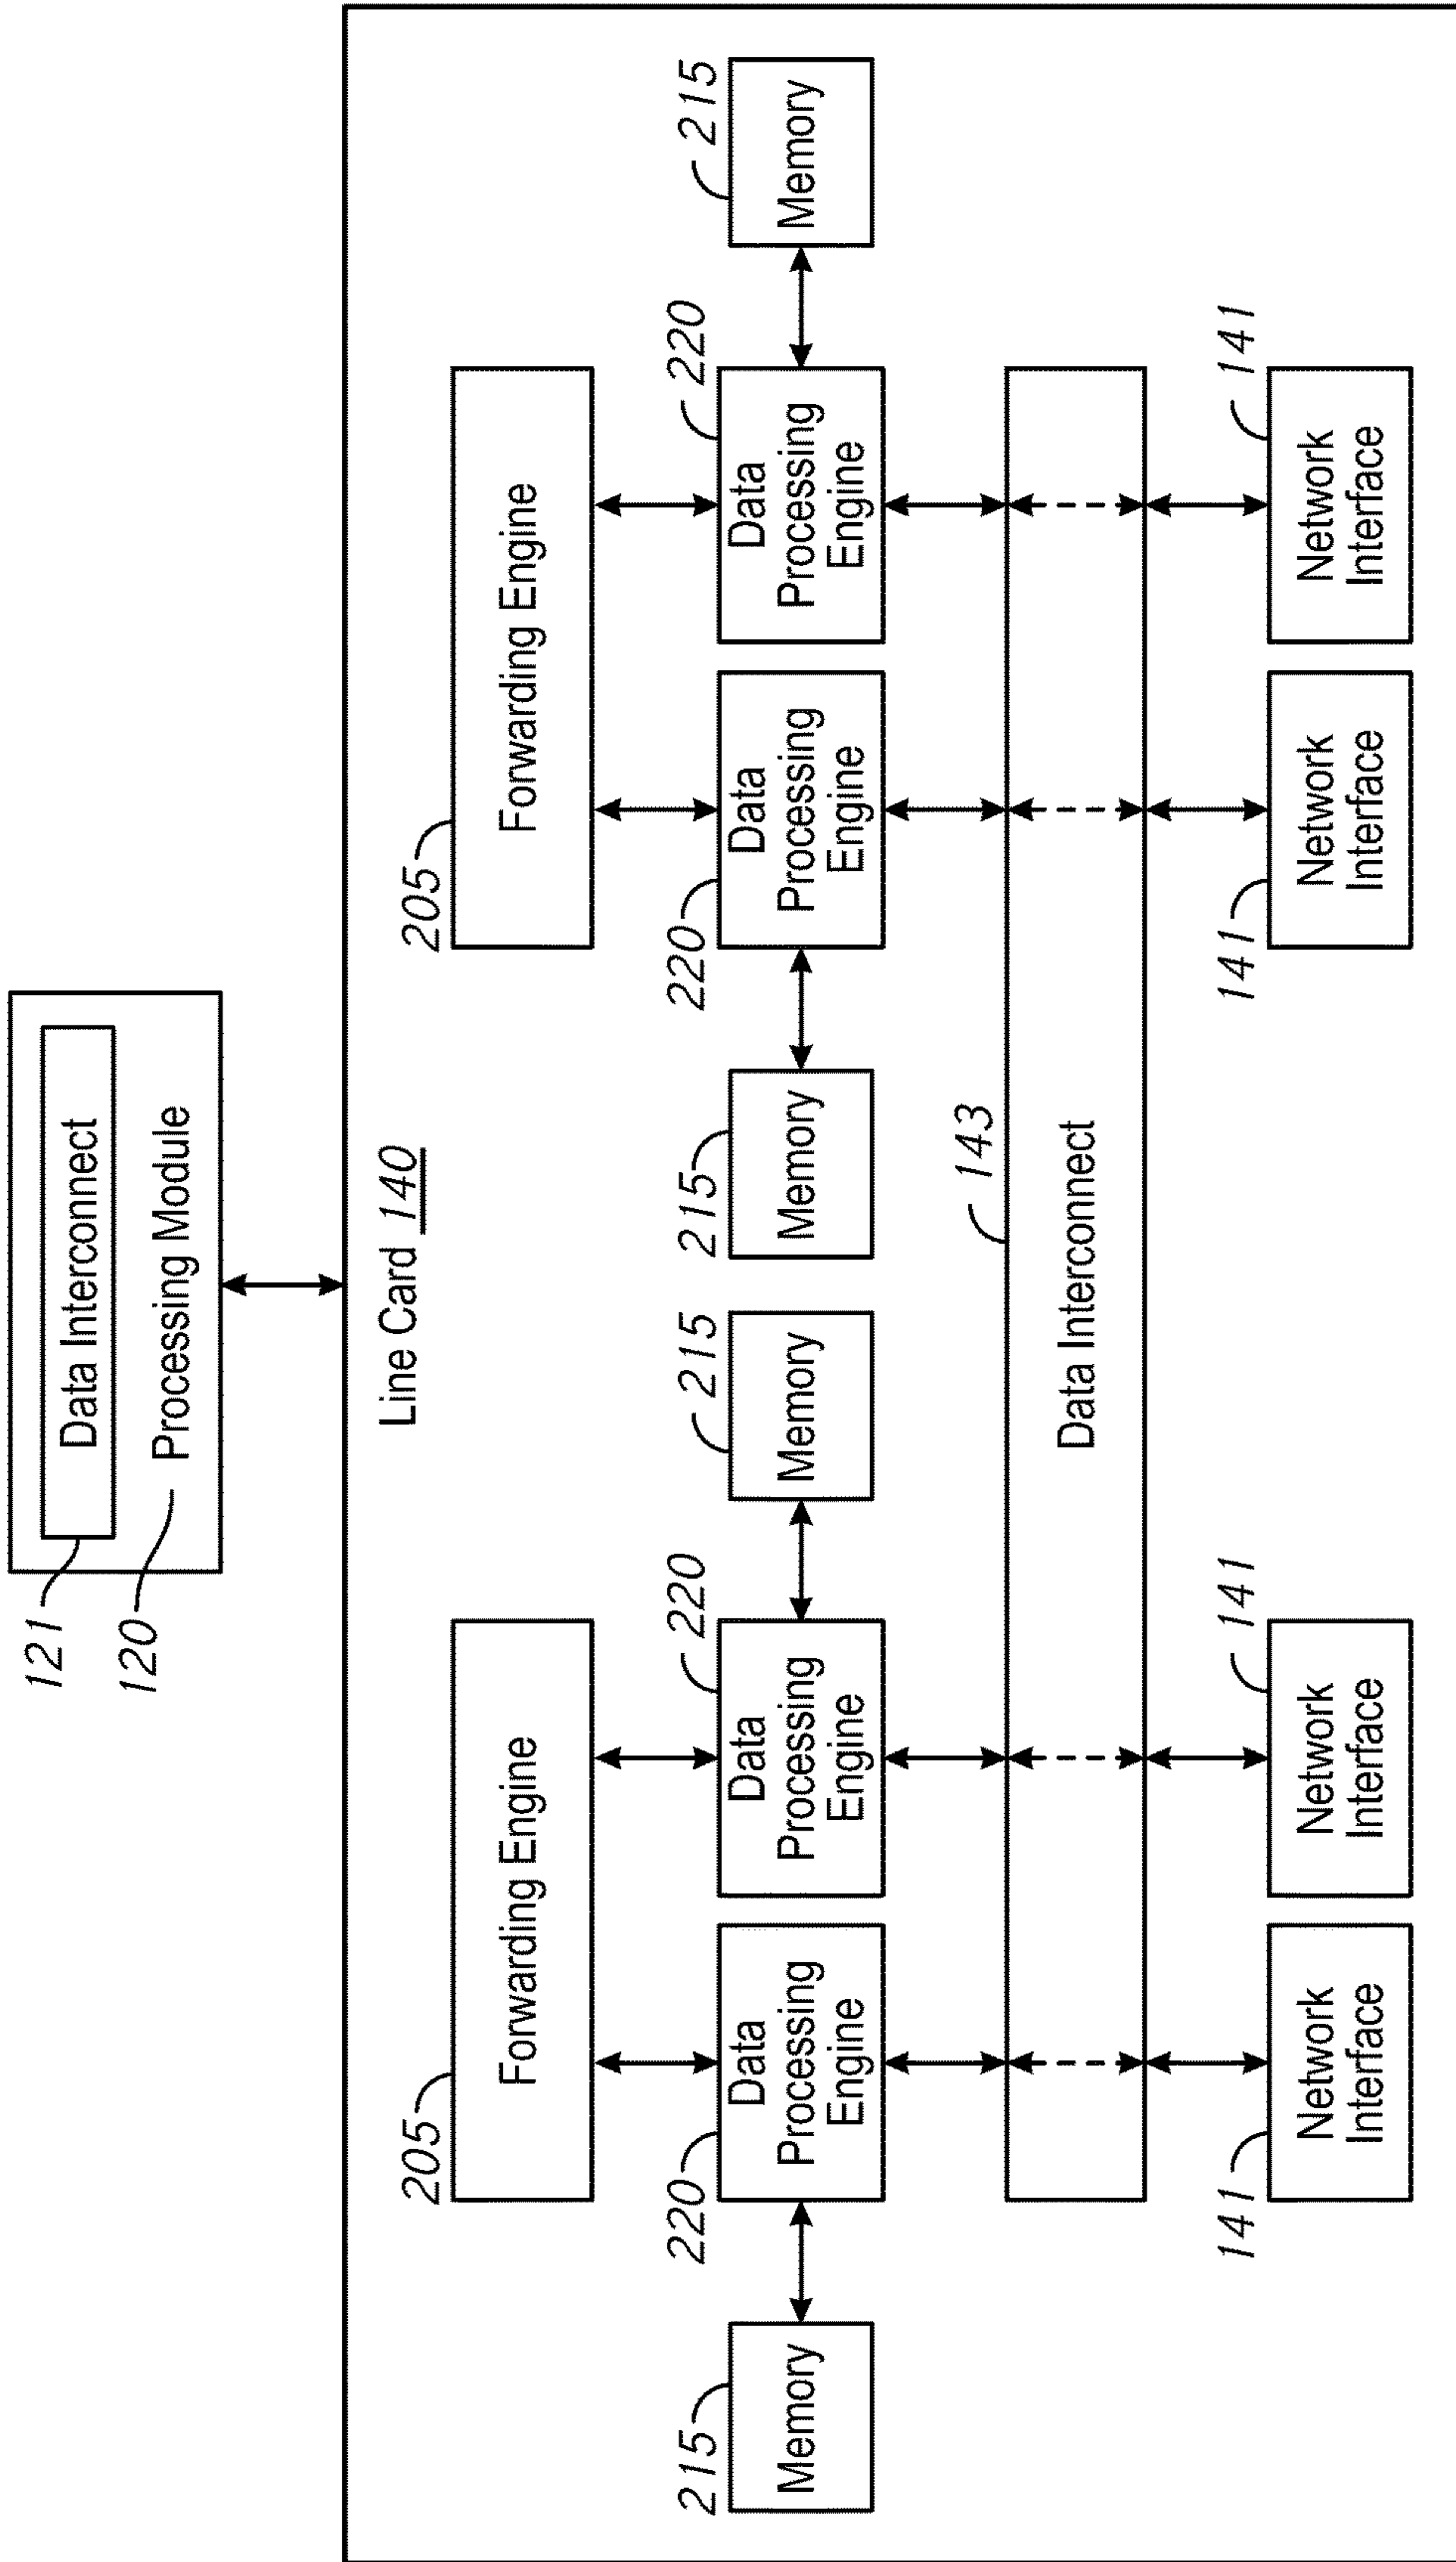 121
Data Interconnect
120
Processing Module
Line Card 140
205
Forwarding Engine
205
Forwarding Engine
215
Memory
220
Data
Processing
Engine
220
Data
Processing
Engine
215
Memory
215
Memory
220
Data
Processing
Engine
220
Data
Processing
Engine
215
Memory
143
Data Interconnect
141
Network
Interface
141
Network
Interface
141
Network
Interface
141
Network
Interface